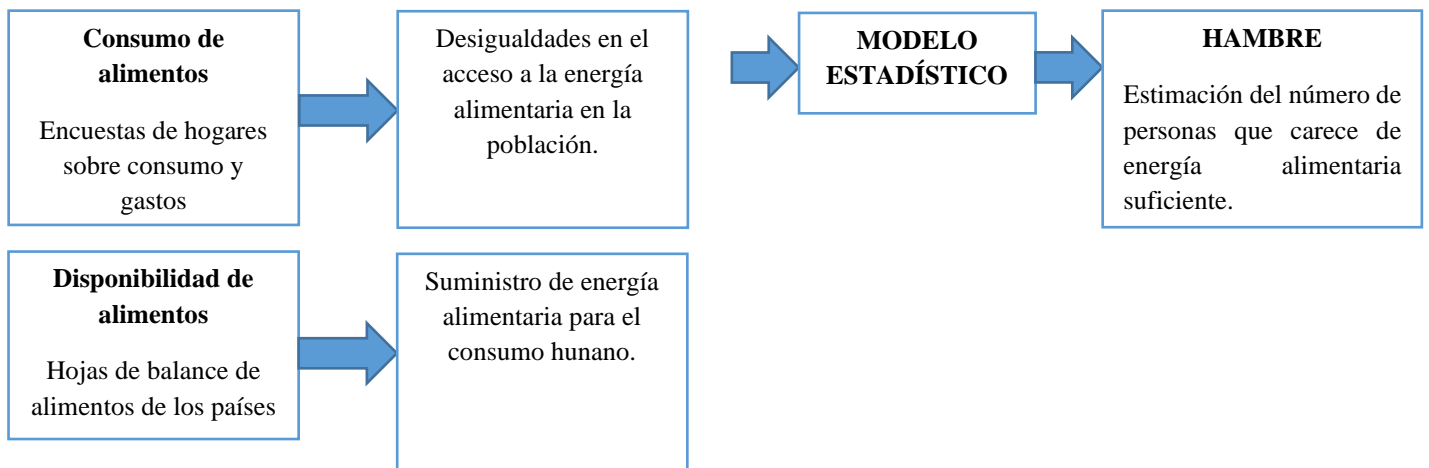 Consumo de
alimentos
Encuestas de hogares
sobre consumo y
gastos
Desigualdades en el
acceso a la energía
alimentaria en la
población.
MODELO
ESTADÍSTICO
HAMBRE
Estimación del número de
personas que carece de
energía alimentaria
suficiente.
Disponibilidad de
alimentos
Hojas de balance de
alimentos de los países
Suministro de energía
alimentaria para el
consumo hunano.